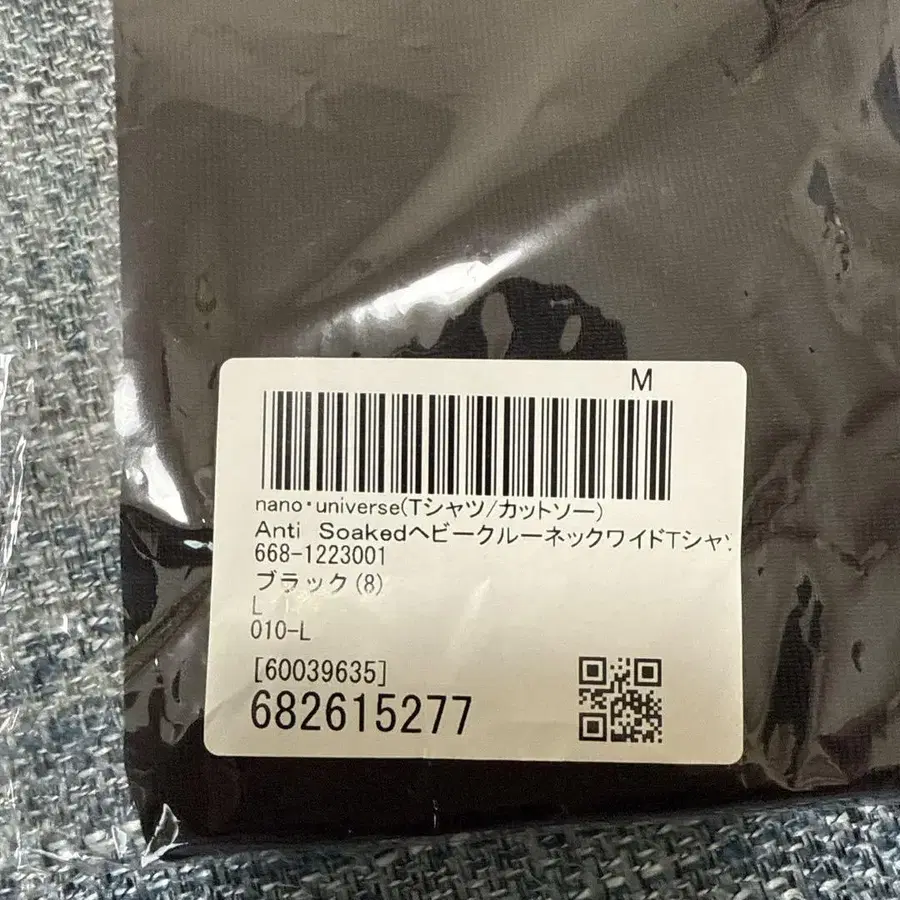 M
nano・universe(Tシャツ/カットソー)
Anti SoakedヘビークルーネックワイドTシャツ
668-1223001
ブラック(8)
L
010-L
[60039635]
682615277